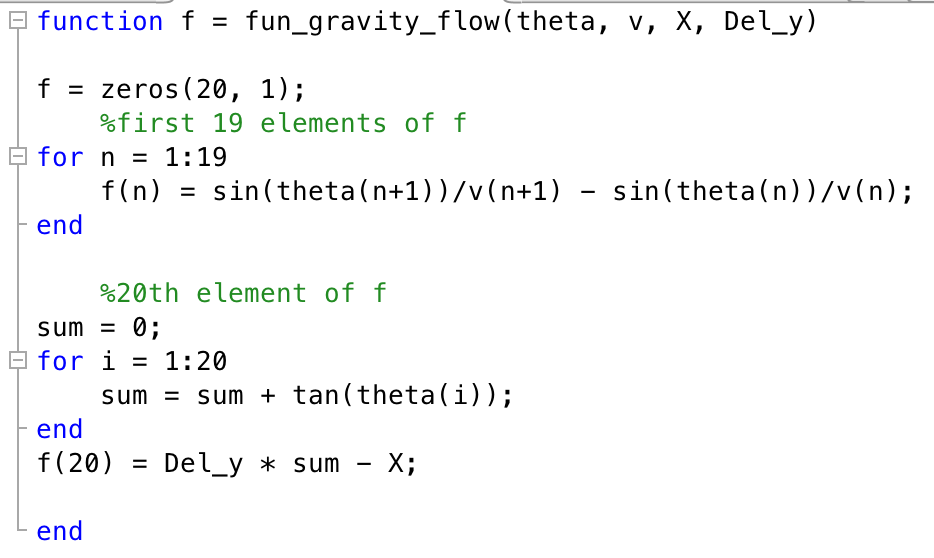 function f = fun_gravity_flow(theta, v, X, Del_y)
f = zeros(20, 1);
%first 19 elements of f
for n = 1:19
f(n) = sin(theta(n+1))/v(n+1) - sin(theta(n))/v(n);
end
%20th element of f
sum = 0;
for i = 1:20
sum = sum + tan(theta(i));
end
f(20) = Del_y * sum - X;
end